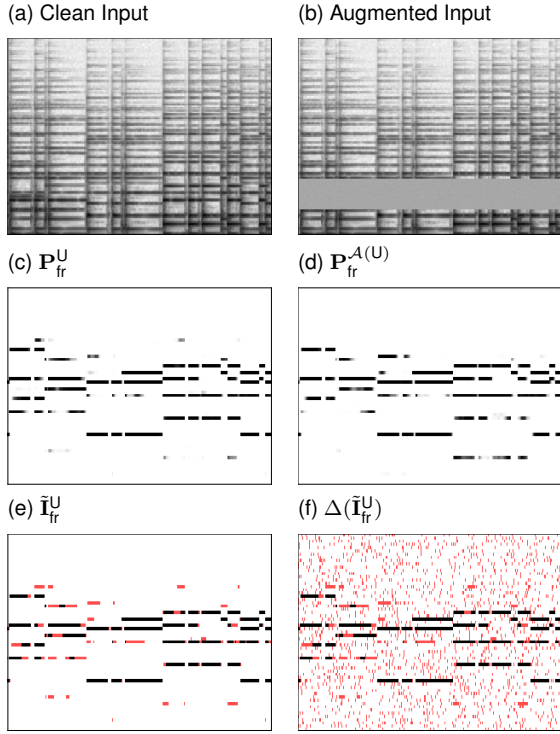 (a) Clean Input
(b) Augmented Input
(c) P_fr^U
(d) P_fr^𝒜(U)
(e) Ĩ_fr^U
(f) Δ(Ĩ_fr^U)